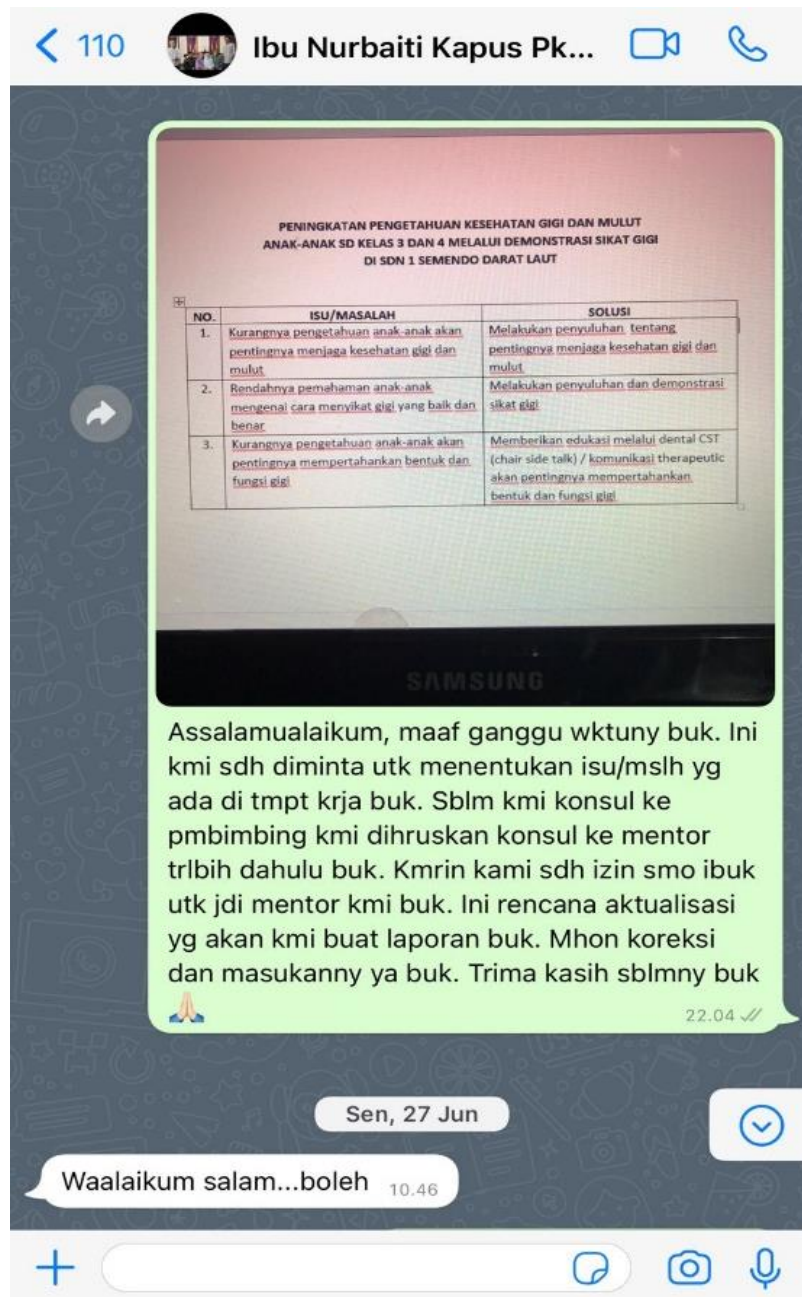 110
Ibu Nurbaiti Kapus Pk...
PENINGKATAN PENGETAHUAN KESEHATAN GIGI DAN MULUT
ANAK-ANAK SD KELAS 3 DAN 4 MELALUI DEMONSTRASI SIKAT GIGI
DI SDN 1 SEMENDO DARAT LAUT
NO. ISU/MASALAH SOLUSI
1. Kurangnya pengetahuan anak-anak akan
pentingnya menjaga kesehatan gigi dan
mulut
Melakukan penyuluhan tentang
pentingnya menjaga kesehatan gigi dan
mulut
2. Rendahnya pemahaman anak-anak
mengenai cara menyikat gigi yang baik dan
benar
Melakukan penyuluhan dan demonstrasi
sikat gigi
3. Kurangnya pengetahuan anak-anak akan
pentingnya mempertahankan bentuk dan
fungsi gigi
Memberikan edukasi melalui dental CST
(chair side talk) / komunikasi therapeutic
akan pentingnya mempertahankan
bentuk dan fungsi gigi
SAMSUNG
Assalamualaikum, maaf ganggu wktuny buk. Ini
kmi sdh diminta utk menentukan isu/mslh yg
ada di tmpt krja buk. Sblm kmi konsul ke
pmbimbing kmi dihruskan konsul ke mentor
trlbih dahulu buk. Kmrin kami sdh izin smo ibuk
utk jdi mentor kmi buk. Ini rencana aktualisasi
yg akan kmi buat laporan buk. Mhon koreksi
dan masukanny ya buk. Trima kasih sblmny buk
🙏🏻
22.04
Sen, 27 Jun
Waalaikum salam...boleh 10.46